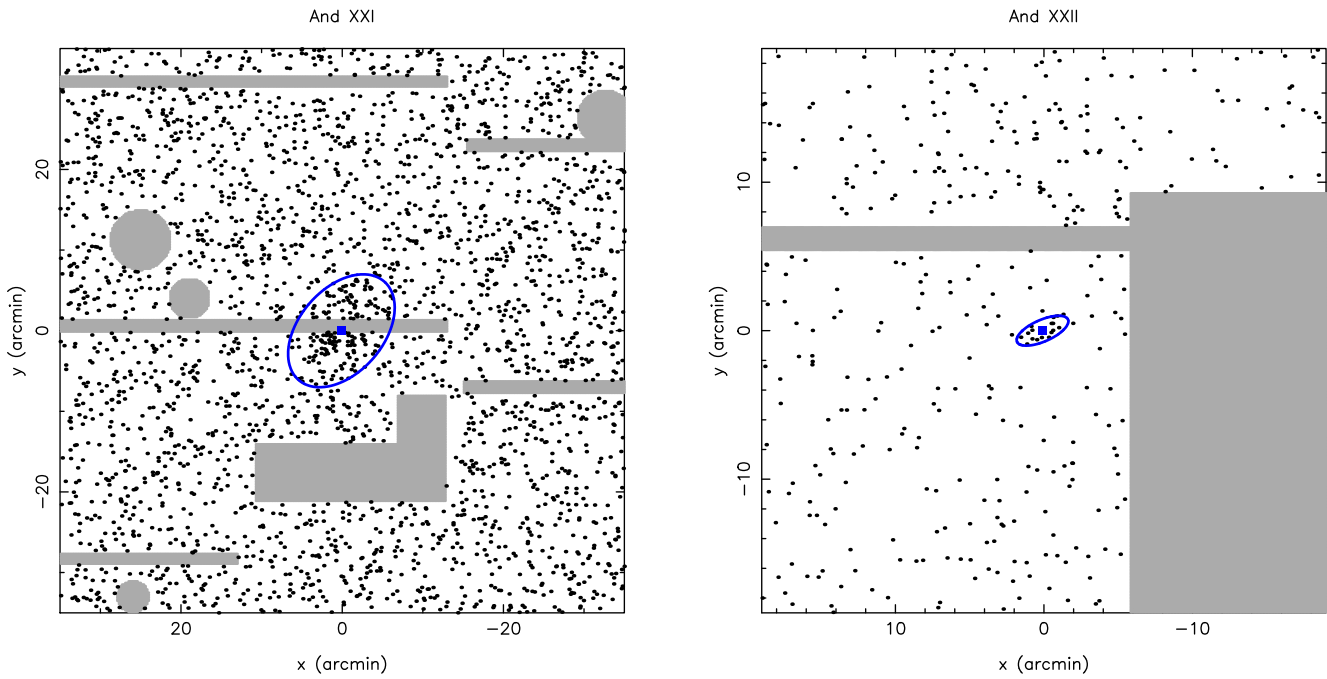 And XXI
And XXII
y (arcmin)
20
0
−20
20
0
−20
x (arcmin)
y (arcmin)
10
0
−10
10
0
−10
x (arcmin)